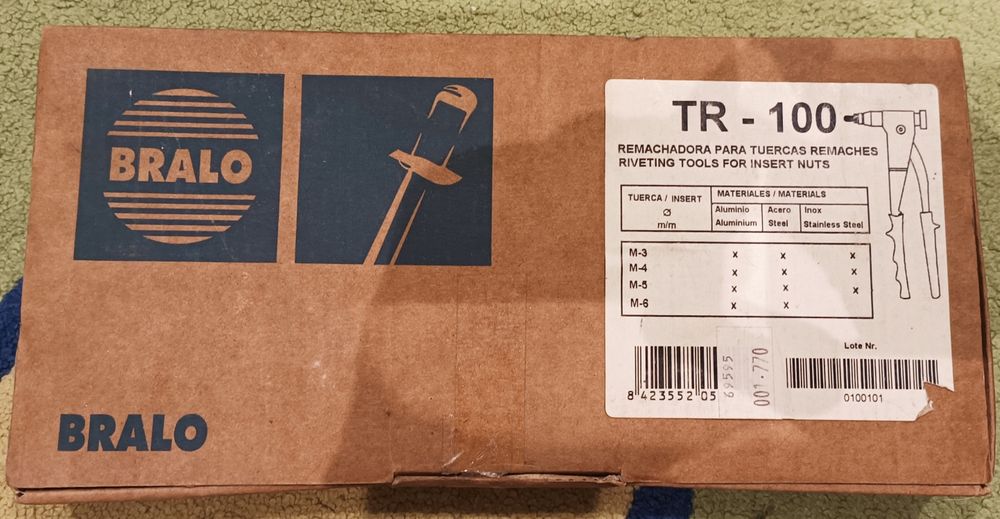 BRALO
TR - 100
REMACHADORA PARA TUERCAS REMACHES
RIVETING TOOLS FOR INSERT NUTS
TUERCA / INSERT
Ø
m/m
MATERIALES / MATERIALS
Aluminio Acero Inox
Aluminium Steel Stainless Steel
M-3 x x x
M-4 x x x
M-5 x x x
M-6 x x
Lote Nr.
8 423552 05
69595
001·770
0100101
BRALO